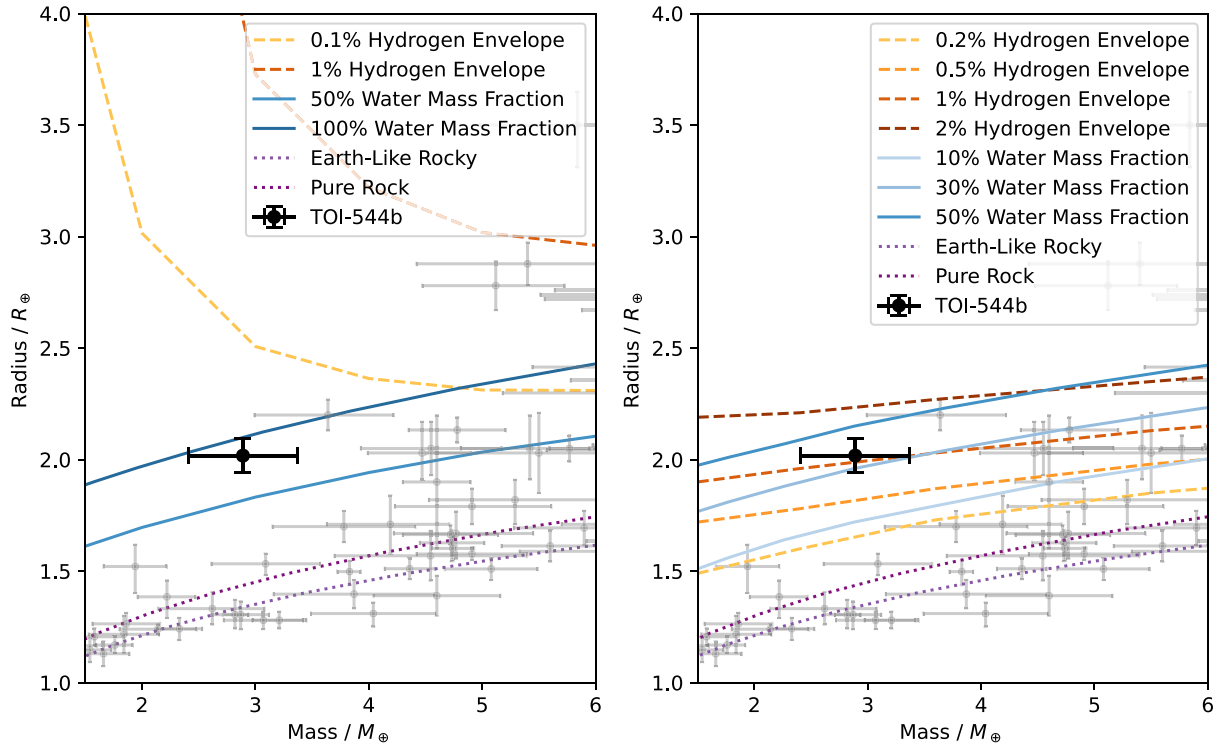 4.0
3.5
3.0
2.5
2.0
1.5
1.0
Radius / R⊕
2
3
4
5
6
Mass / M⊕
0.1% Hydrogen Envelope
1% Hydrogen Envelope
50% Water Mass Fraction
100% Water Mass Fraction
Earth-Like Rocky
Pure Rock
TOI-544b
4.0
3.5
3.0
2.5
2.0
1.5
1.0
Radius / R⊕
2
3
4
5
6
Mass / M⊕
0.2% Hydrogen Envelope
0.5% Hydrogen Envelope
1% Hydrogen Envelope
2% Hydrogen Envelope
10% Water Mass Fraction
30% Water Mass Fraction
50% Water Mass Fraction
Earth-Like Rocky
Pure Rock
TOI-544b